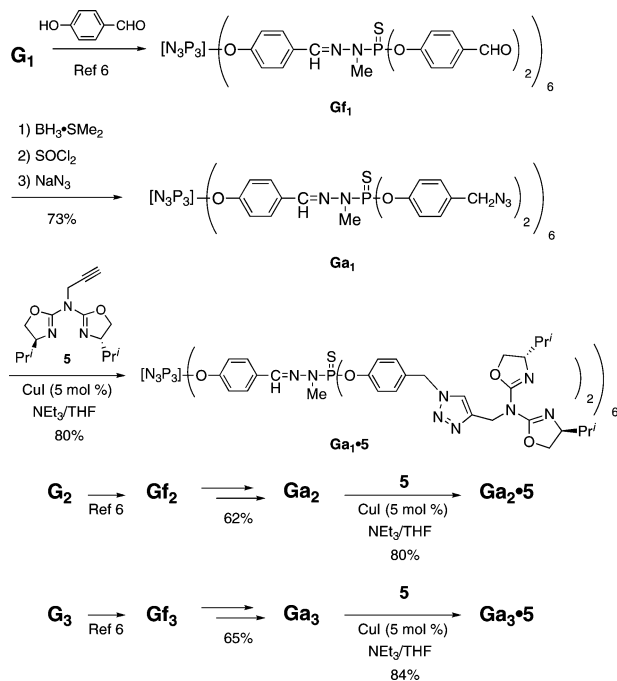 HO CHO
G₁ Ref 6 [N₃P₃] O C=N-N-P O CHO 2 6
H Me S
Gf₁
1) BH₃•SMe₂
2) SOCl₂
3) NaN₃
73%
[N₃P₃] O C=N-N-P O CH₂N₃ 2 6
H Me S
Ga₁
O N O
N N
Prⁱ 5 Prⁱ
CuI (5 mol %)
NEt₃/THF
80%
[N₃P₃] O C=N-N-P O 2 6
H Me S
N N=N N O N Prⁱ O N Prⁱ
Ga₁•5
G₂ Ref 6 Gf₂ 62% Ga₂ 5 Ga₂•5
CuI (5 mol %)
NEt₃/THF
80%
G₃ Ref 6 Gf₃ 65% Ga₃ 5 Ga₃•5
CuI (5 mol %)
NEt₃/THF
84%